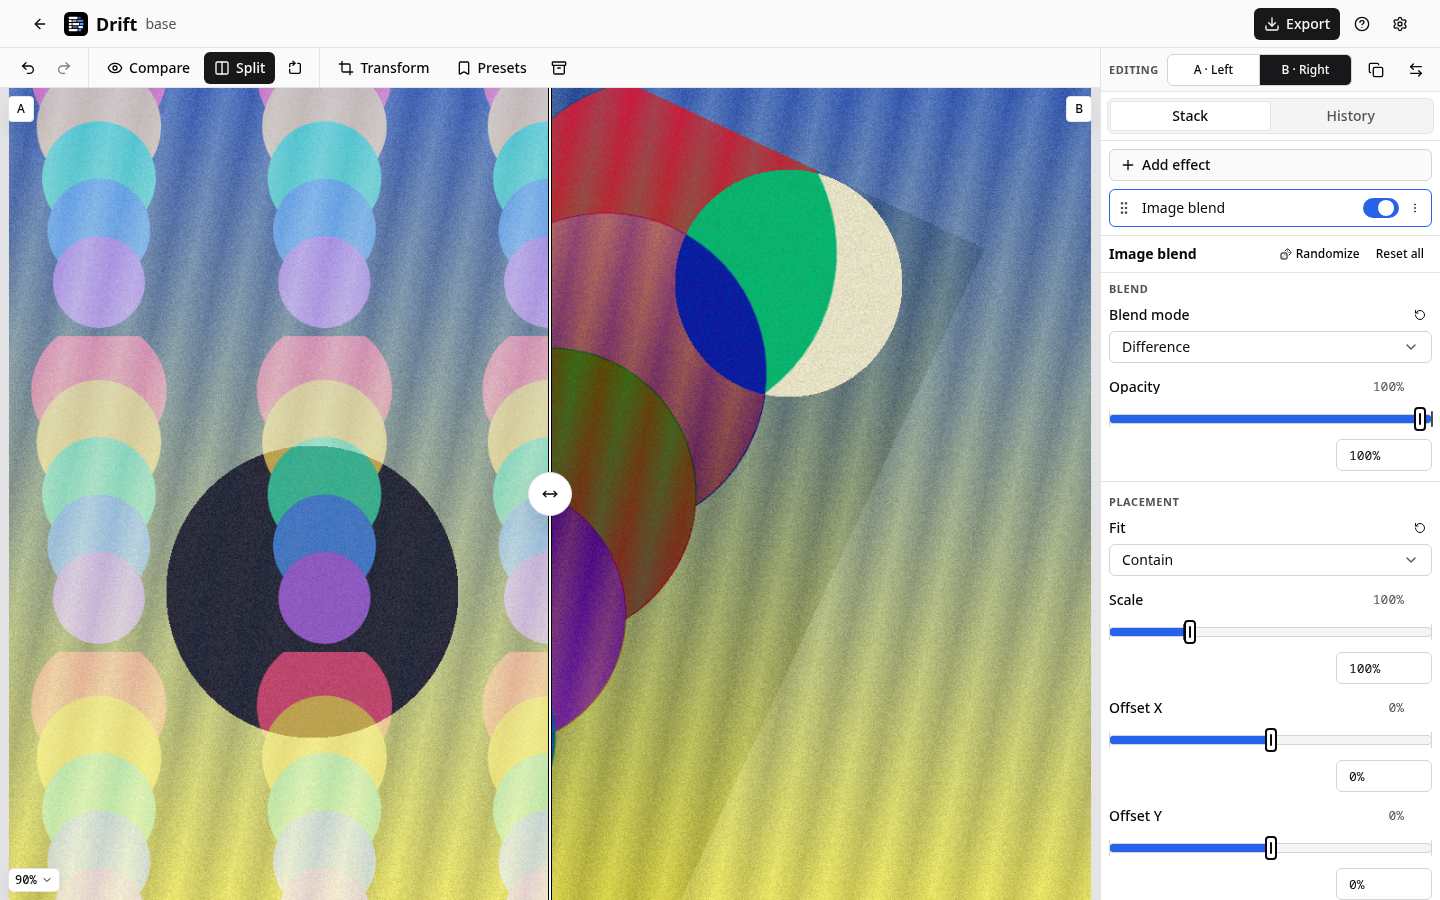 Drift base
Export
Compare
Split
Transform
Presets
EDITING
A · Left
B · Right
A
B
Stack
History
Add effect
Image blend
Image blend
Randomize
Reset all
BLEND
Blend mode
Difference
Opacity
100%
100%
PLACEMENT
Fit
Contain
Scale
100%
100%
Offset X
0%
0%
Offset Y
0%
0%
90%